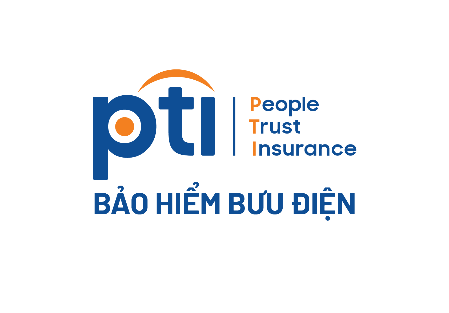 pti
People
Trust
Insurance
BẢO HIỂM BƯU ĐIỆN